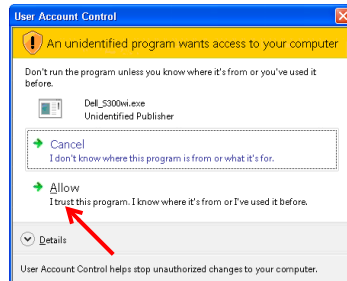 User Account Control
An unidentified program wants access to your computer
Don't run the program unless you know where it's from or you've used it
before.
Dell_S300wi.exe
Unidentified Publisher
Cancel
I don't know where this program is from or what it's for.
Allow
I trust this program. I know where it's from or I've used it before.
Details
User Account Control helps stop unauthorized changes to your computer.